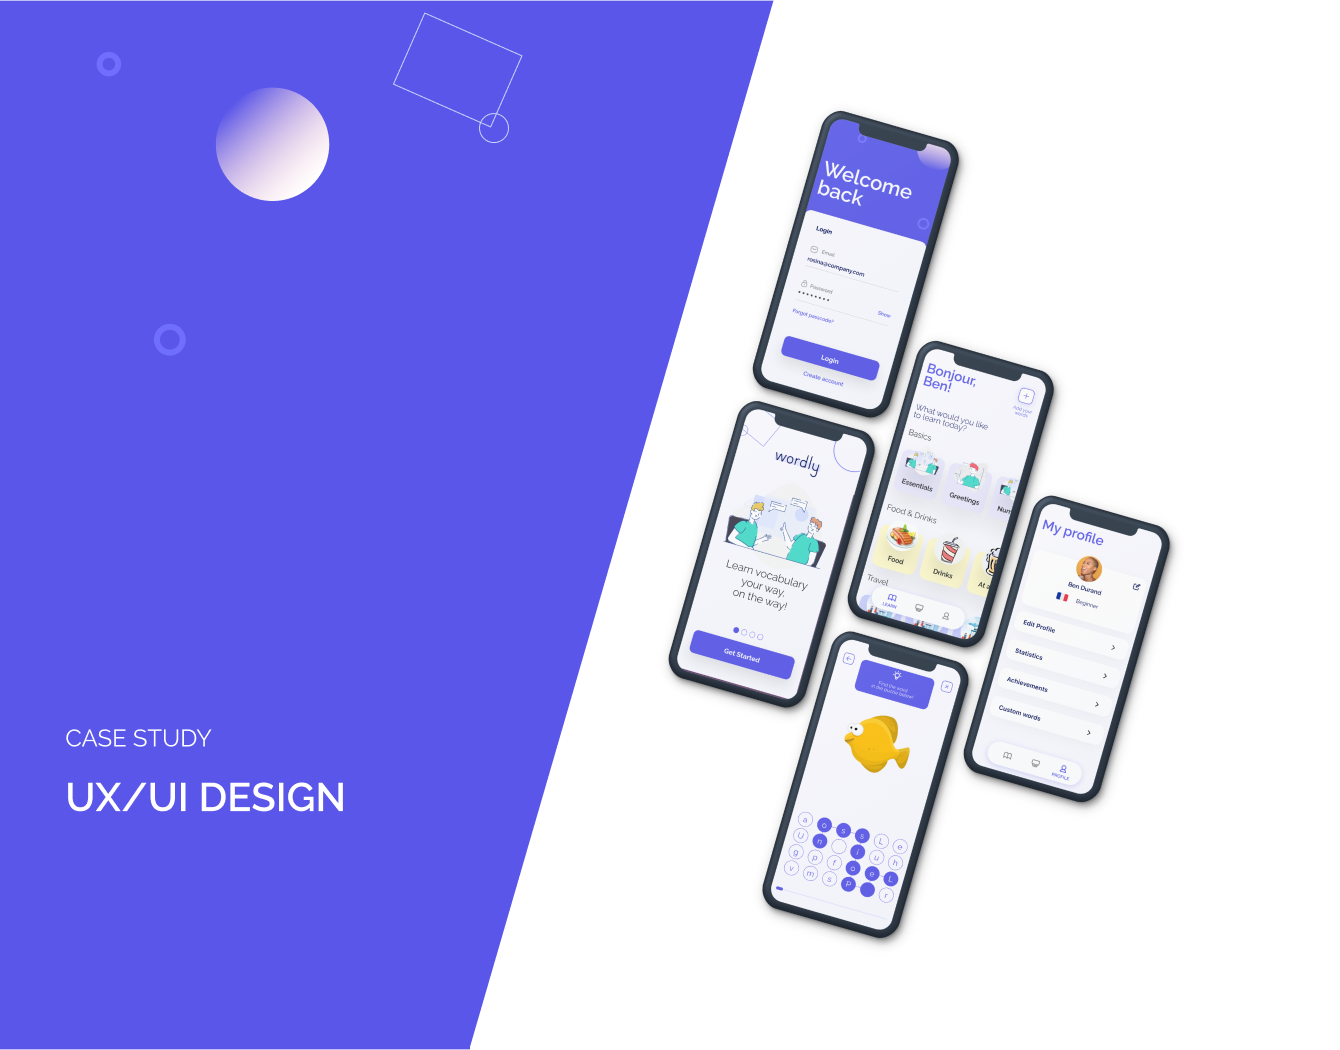 CASE STUDY
UX/UI DESIGN
Welcome
back
Login
Email
rosina@company.com
Password
Show
Forgot passcode?
Login
Create account
wordly
Learn vocabulary
your way,
on the way!
Get Started
Bonjour,
Ben!
Add your
words
What would you like
to learn today?
Basics
Essentials
Greetings
Num
Food & Drinks
Food
Drinks
At a
Travel
LEARN
My profile
Ben Durand
Beginner
Edit Profile
Statistics
Achievements
Custom words
PROFILE
Find the word
in the puzzle below!
a o s s L e
U n i u h
g p f o e L
v m s P r